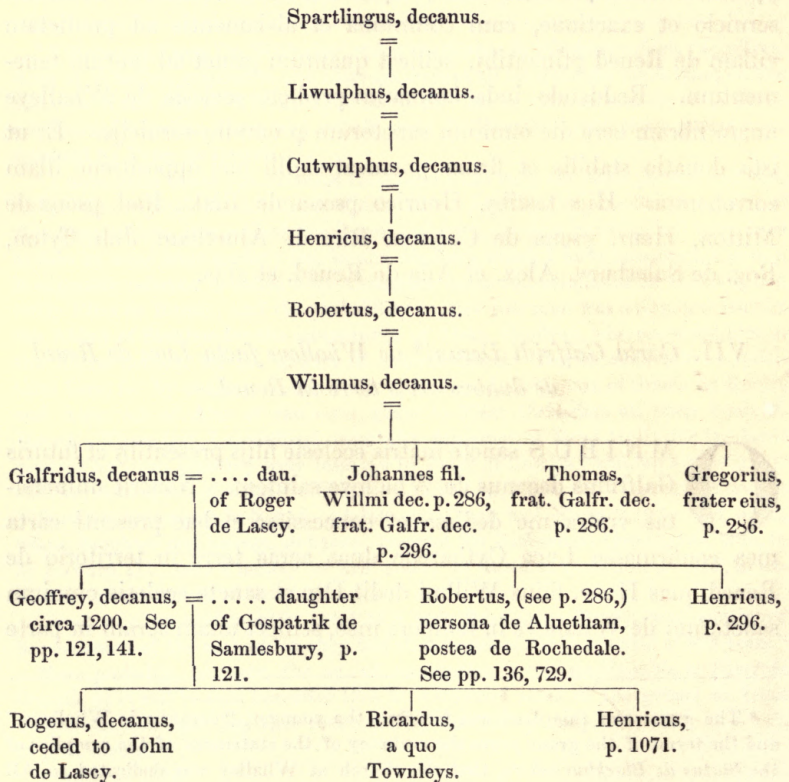 Spartlingus, decanus.
=
Liwulphus, decanus.
=
Cutwulphus, decanus.
=
Henricus, decanus.
=
Robertus, decanus.
=
Willmus, decanus.
=
Galfridus, decanus = . . . . dau.
of Roger
de Lascy.
Johannes fil.
Willmi dec. p. 286,
frat. Galfr. dec.
p. 296.
Thomas,
frat. Galfr. dec.
p. 286.
Gregorius,
frater eius,
p. 286.
Geoffrey, decanus, = . . . . . daughter
circa 1200. See
pp. 121, 141.
of Gospatrik de
Samlesbury, p.
121.
Robertus, (see p. 286,)
persona de Aluetham,
postea de Rochedale.
See pp. 136, 729.
Henricus,
p. 296.
Rogerus, decanus,
ceded to John
de Lascy.
Ricardus,
a quo
Townleys.
Henricus,
p. 1071.